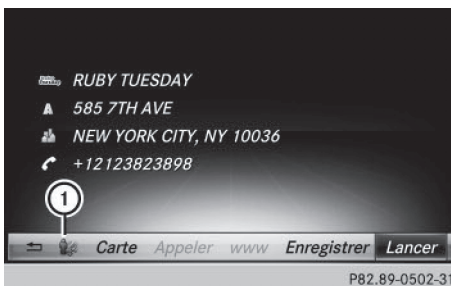 RUBY TUESDAY
A 585 7TH AVE
NEW YORK CITY, NY 10036
+12123823898
1
Carte Appeler www Enregistrer Lancer
P82.89-0502-31